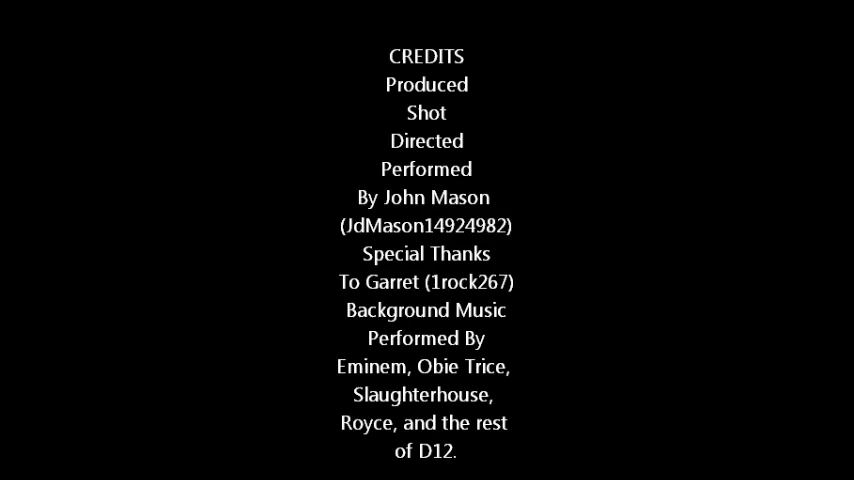 CREDITS
Produced
Shot
Directed
Performed
By John Mason
(JdMason14924982)
Special Thanks
To Garret (1rock267)
Background Music
Performed By
Eminem, Obie Trice,
Slaughterhouse,
Royce, and the rest
of D12.